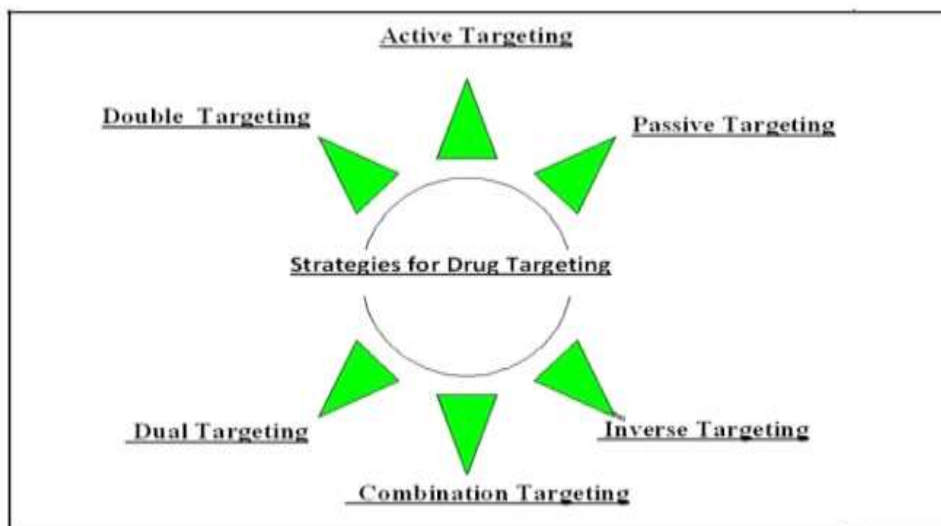 Active Targeting
Double Targeting
Passive Targeting
Strategies for Drug Targeting
Dual Targeting
Inverse Targeting
Combination Targeting